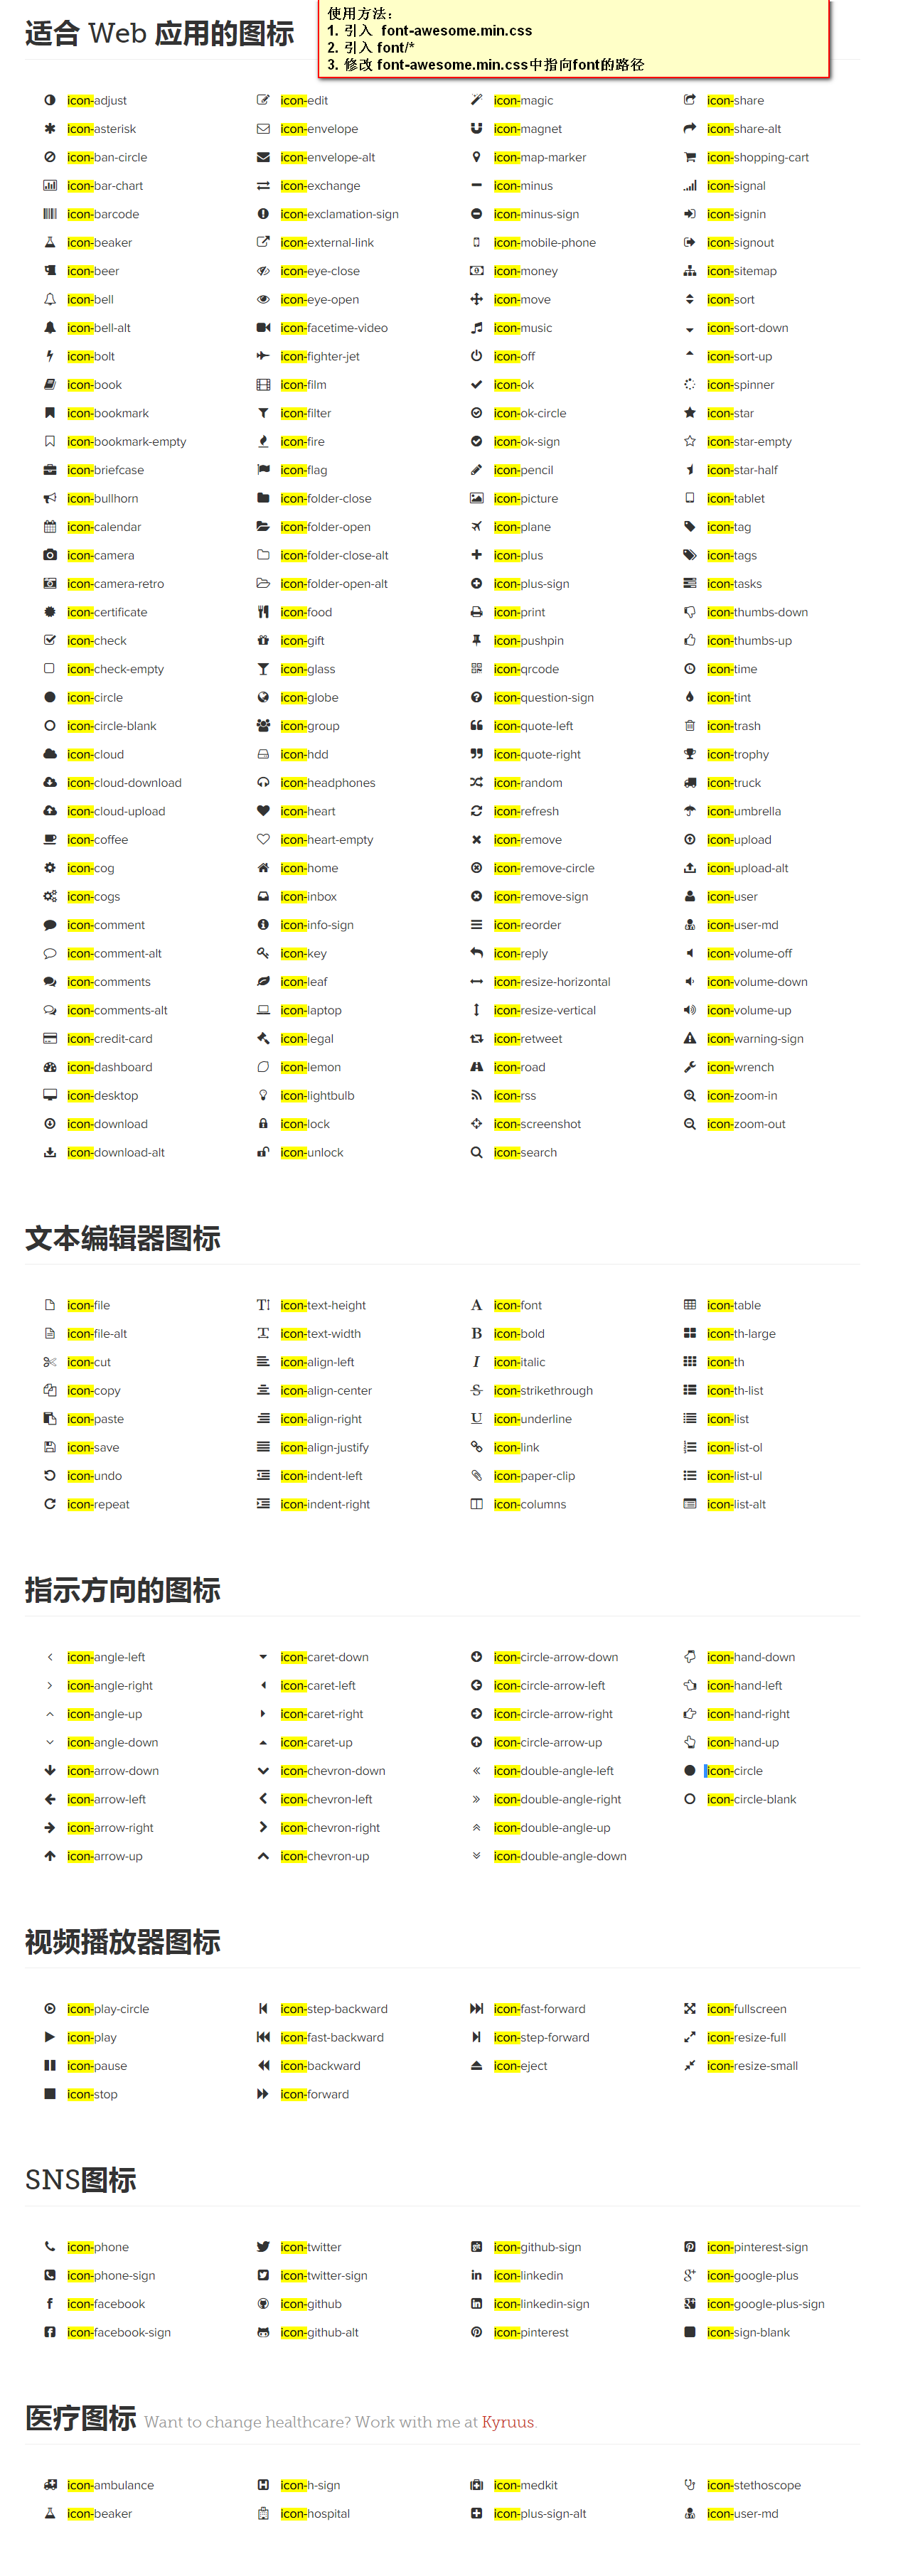 适合 Web 应用的图标
使用方法：
1. 引入 font-awesome.min.css
2. 引入 font/*
3. 修改 font-awesome.min.css中指向font的路径
icon-adjust icon-edit icon-magic icon-share
icon-asterisk icon-envelope icon-magnet icon-share-alt
icon-ban-circle icon-envelope-alt icon-map-marker icon-shopping-cart
icon-bar-chart icon-exchange icon-minus icon-signal
icon-barcode icon-exclamation-sign icon-minus-sign icon-signin
icon-beaker icon-external-link icon-mobile-phone icon-signout
icon-beer icon-eye-close icon-money icon-sitemap
icon-bell icon-eye-open icon-move icon-sort
icon-bell-alt icon-facetime-video icon-music icon-sort-down
icon-bolt icon-fighter-jet icon-off icon-sort-up
icon-book icon-film icon-ok icon-spinner
icon-bookmark icon-filter icon-ok-circle icon-star
icon-bookmark-empty icon-fire icon-ok-sign icon-star-empty
icon-briefcase icon-flag icon-pencil icon-star-half
icon-bullhorn icon-folder-close icon-picture icon-tablet
icon-calendar icon-folder-open icon-plane icon-tag
icon-camera icon-folder-close-alt icon-plus icon-tags
icon-camera-retro icon-folder-open-alt icon-plus-sign icon-tasks
icon-certificate icon-food icon-print icon-thumbs-down
icon-check icon-gift icon-pushpin icon-thumbs-up
icon-check-empty icon-glass icon-qrcode icon-time
icon-circle icon-globe icon-question-sign icon-tint
icon-circle-blank icon-group icon-quote-left icon-trash
icon-cloud icon-hdd icon-quote-right icon-trophy
icon-cloud-download icon-headphones icon-random icon-truck
icon-cloud-upload icon-heart icon-refresh icon-umbrella
icon-coffee icon-heart-empty icon-remove icon-upload
icon-cog icon-home icon-remove-circle icon-upload-alt
icon-cogs icon-inbox icon-remove-sign icon-user
icon-comment icon-info-sign icon-reorder icon-user-md
icon-comment-alt icon-key icon-reply icon-volume-off
icon-comments icon-leaf icon-resize-horizontal icon-volume-down
icon-comments-alt icon-laptop icon-resize-vertical icon-volume-up
icon-credit-card icon-legal icon-retweet icon-warning-sign
icon-dashboard icon-lemon icon-road icon-wrench
icon-desktop icon-lightbulb icon-rss icon-zoom-in
icon-download icon-lock icon-screenshot icon-zoom-out
icon-download-alt icon-unlock icon-search
文本编辑器图标
icon-file icon-text-height icon-font icon-table
icon-file-alt icon-text-width icon-bold icon-th-large
icon-cut icon-align-left icon-italic icon-th
icon-copy icon-align-center icon-strikethrough icon-th-list
icon-paste icon-align-right icon-underline icon-list
icon-save icon-align-justify icon-link icon-list-ol
icon-undo icon-indent-left icon-paper-clip icon-list-ul
icon-repeat icon-indent-right icon-columns icon-list-alt
指示方向的图标
icon-angle-left icon-caret-down icon-circle-arrow-down icon-hand-down
icon-angle-right icon-caret-left icon-circle-arrow-left icon-hand-left
icon-angle-up icon-caret-right icon-circle-arrow-right icon-hand-right
icon-angle-down icon-caret-up icon-circle-arrow-up icon-hand-up
icon-arrow-down icon-chevron-down icon-double-angle-left icon-circle
icon-arrow-left icon-chevron-left icon-double-angle-right icon-circle-blank
icon-arrow-right icon-chevron-right icon-double-angle-up
icon-arrow-up icon-chevron-up icon-double-angle-down
视频播放器图标
icon-play-circle icon-step-backward icon-fast-forward icon-fullscreen
icon-play icon-fast-backward icon-step-forward icon-resize-full
icon-pause icon-backward icon-eject icon-resize-small
icon-stop icon-forward
SNS图标
icon-phone icon-twitter icon-github-sign icon-pinterest-sign
icon-phone-sign icon-twitter-sign icon-linkedin icon-google-plus
icon-facebook icon-github icon-linkedin-sign icon-google-plus-sign
icon-facebook-sign icon-github-alt icon-pinterest icon-sign-blank
医疗图标 Want to change healthcare? Work with me at Kyruus.
icon-ambulance icon-h-sign icon-medkit icon-stethoscope
icon-beaker icon-hospital icon-plus-sign-alt icon-user-md